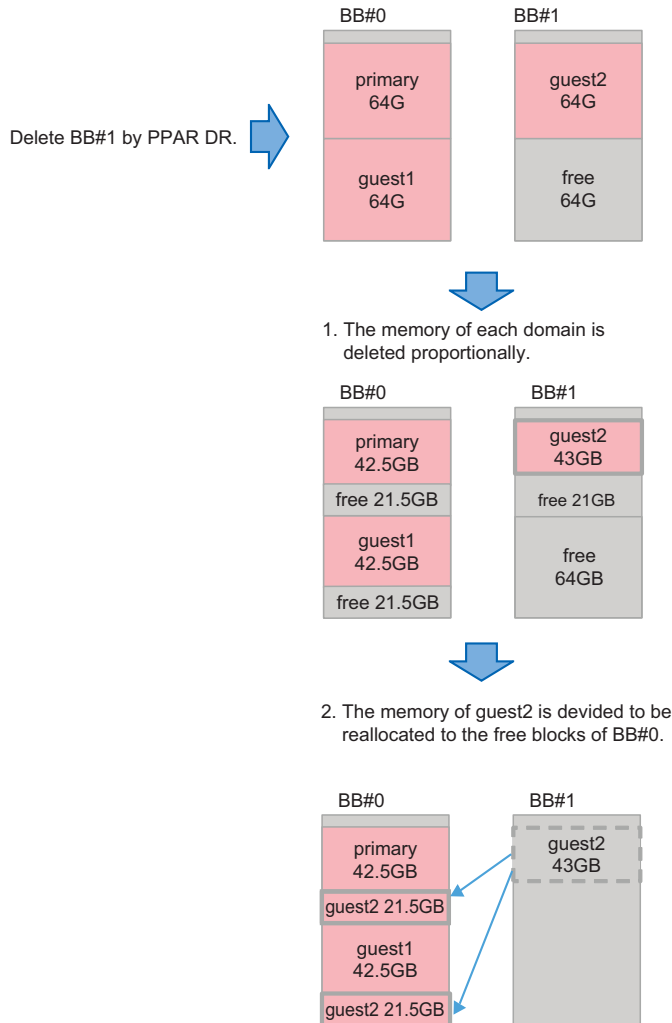 BB#0
BB#1
primary
64G
guest2
64G
Delete BB#1 by PPAR DR.
guest1
64G
free
64G
1. The memory of each domain is
deleted proportionally.
BB#0
BB#1
primary
42.5GB
guest2
43GB
free 21.5GB
free 21GB
guest1
42.5GB
free
64GB
free 21.5GB
2. The memory of guest2 is devided to be
reallocated to the free blocks of BB#0.
BB#0
BB#1
primary
42.5GB
guest2
43GB
guest2 21.5GB
guest1
42.5GB
guest2 21.5GB